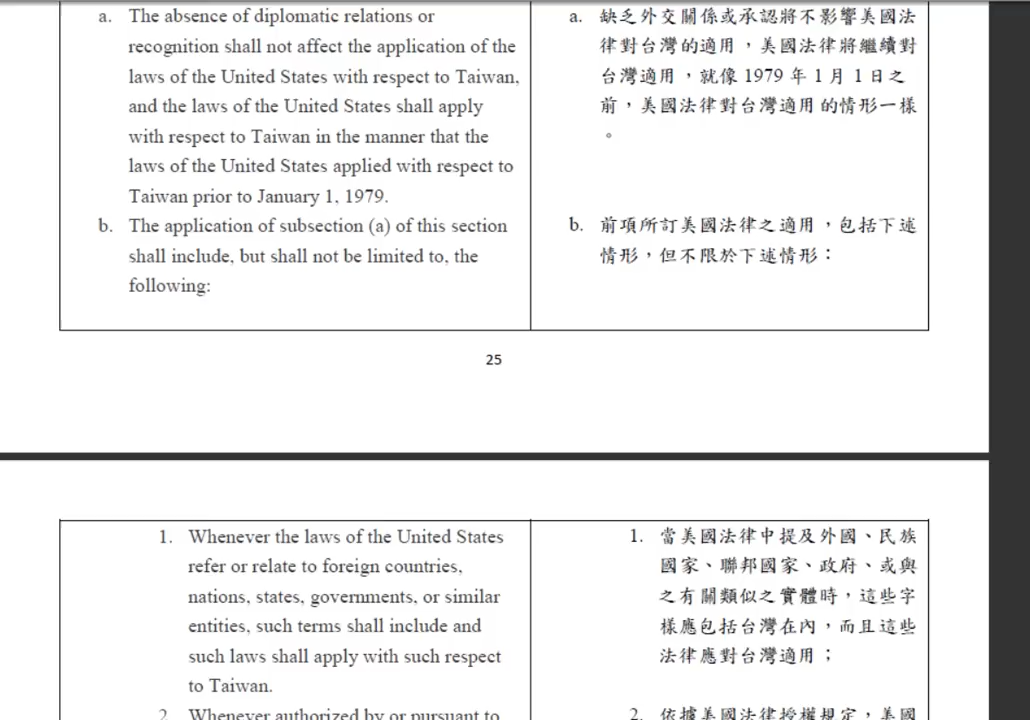 a. The absence of diplomatic relations or
recognition shall not affect the application of the
laws of the United States with respect to Taiwan,
and the laws of the United States shall apply
with respect to Taiwan in the manner that the
laws of the United States applied with respect to
Taiwan prior to January 1, 1979.
b. The application of subsection (a) of this section
shall include, but shall not be limited to, the
following:
a. 缺乏外交關係或承認將不影響美國法
律對台灣的適用，美國法律將繼續對
台灣適用，就像 1979 年 1 月 1 日之
前，美國法律對台灣適用的情形一樣
。
b. 前項所訂美國法律之適用，包括下述
情形，但不限於下述情形：
25
1. Whenever the laws of the United States
refer or relate to foreign countries,
nations, states, governments, or similar
entities, such terms shall include and
such laws shall apply with such respect
to Taiwan.
2. Whenever authorized by or pursuant to
1. 當美國法律中提及外國、民族
國家、聯邦國家、政府、或與
之有關類似之實體時，這些字
樣應包括台灣在內，而且這些
法律應對台灣適用；
2. 依據美國法律授權規定，美國